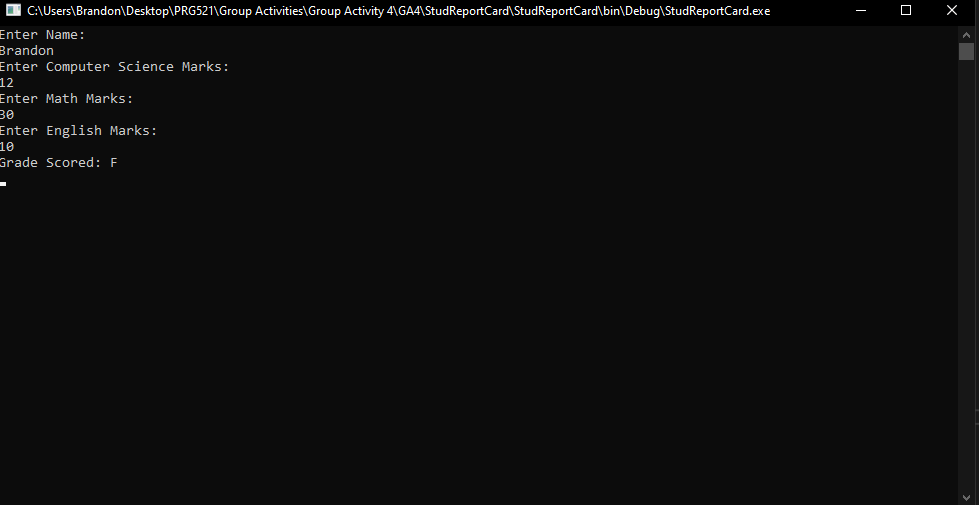 C:\Users\Brandon\Desktop\PRG521\Group Activities\Group Activity 4\GA4\StudReportCard\StudReportCard\bin\Debug\StudReportCard.exe
Enter Name:
Brandon
Enter Computer Science Marks:
12
Enter Math Marks:
30
Enter English Marks:
10
Grade Scored: F